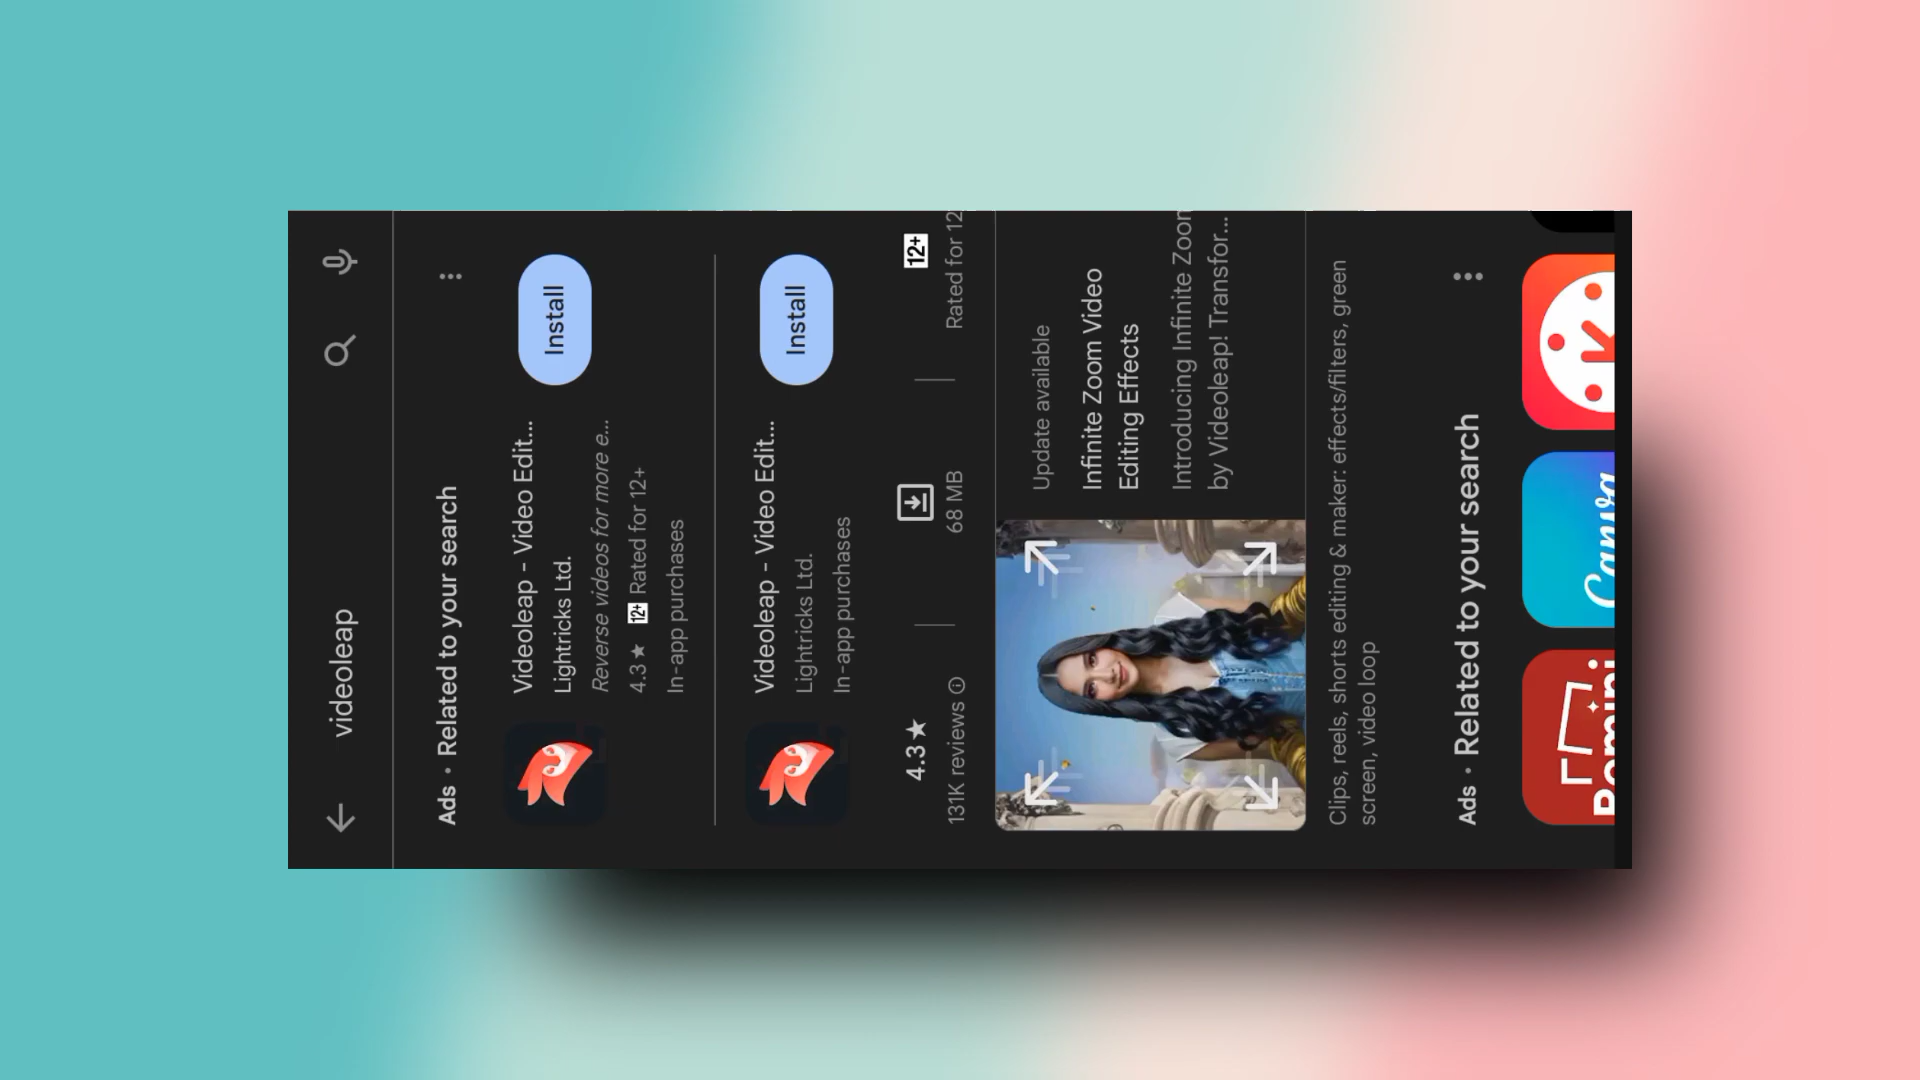 videoleap
Ads · Related to your search
Videoleap - Video Edit...
Lightricks Ltd.
Reverse videos for more e...
4.3★ 12+ Rated for 12+
In-app purchases
Install
Videoleap - Video Edit...
Lightricks Ltd.
In-app purchases
Install
4.3★
131K reviews
68 MB
12+
Rated for 12
Update available
Infinite Zoom Video
Editing Effects
Introducing Infinite Zoom
by Videoleap! Transfor...
Clips, reels, shorts editing & maker: effects/filters, green
screen, video loop
Ads · Related to your search
Remini
Canva
K